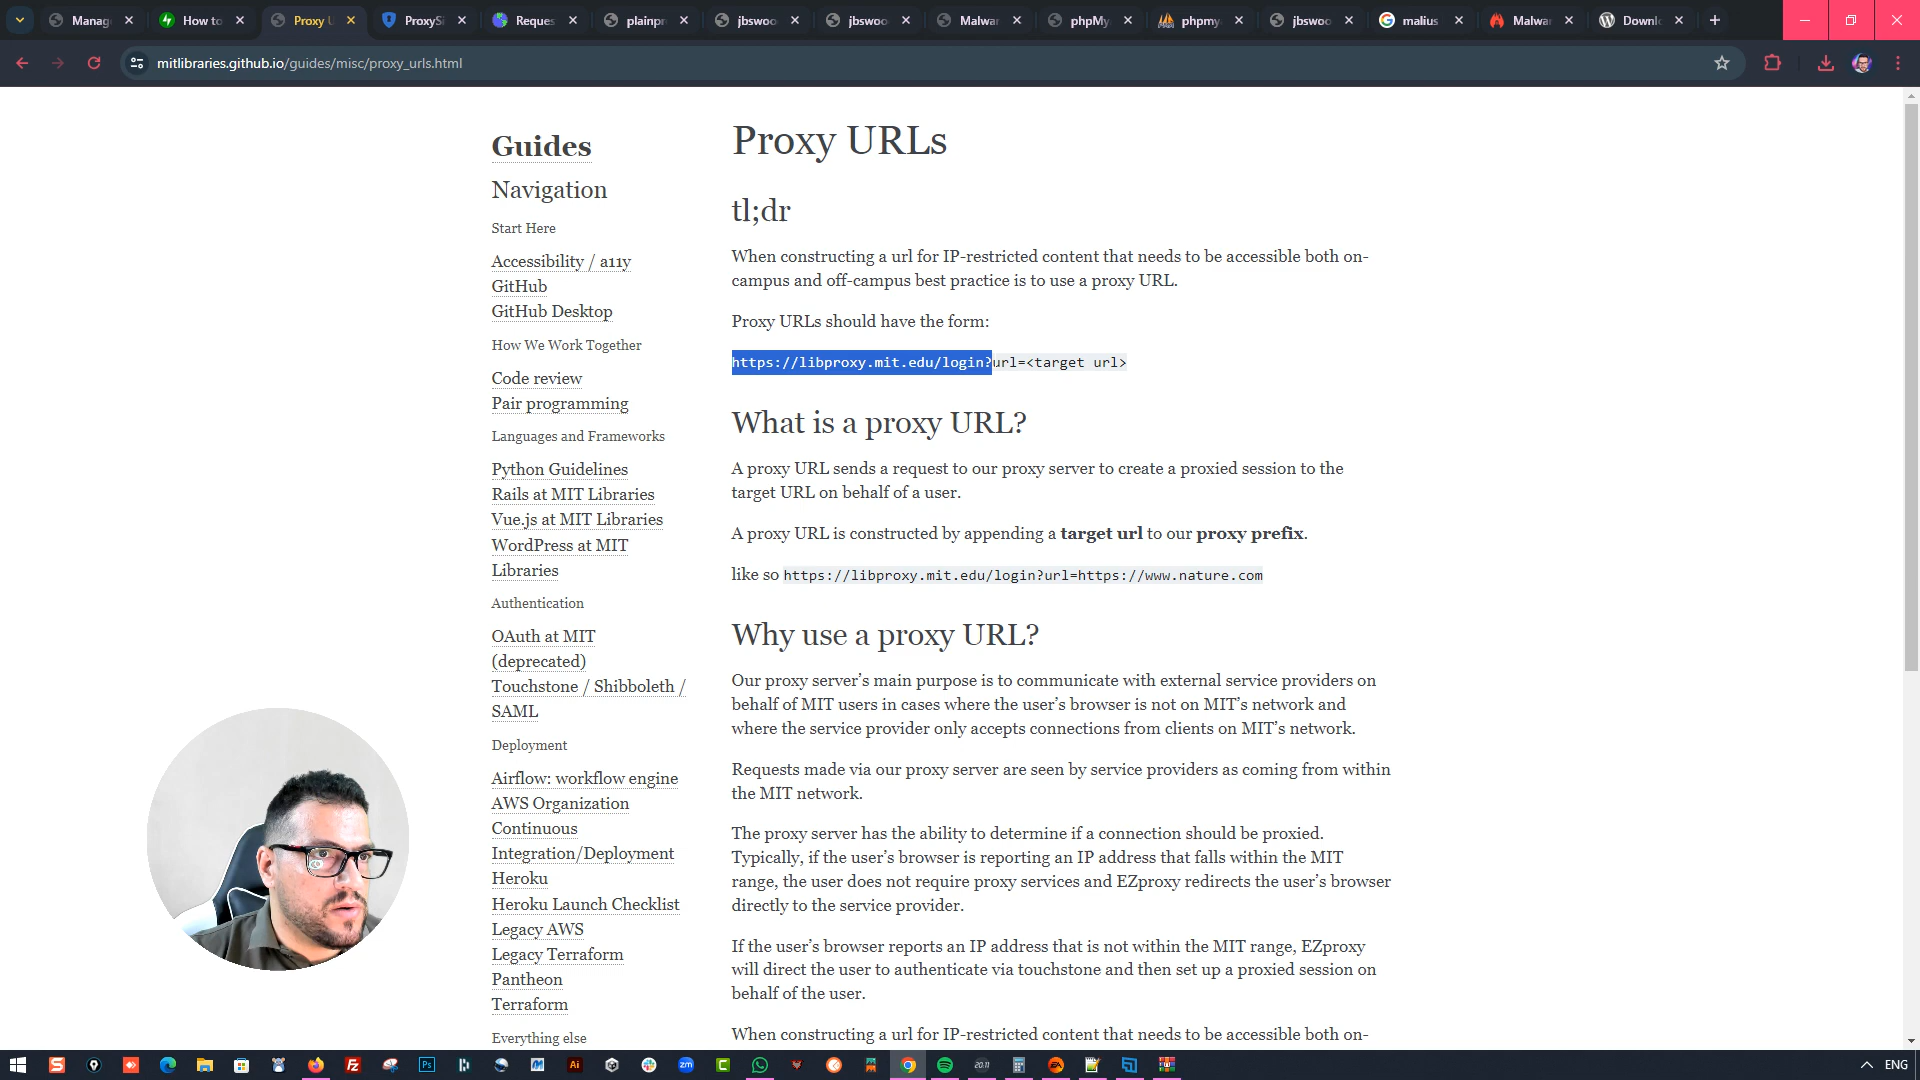 Manag
How to
Proxy U
ProxySi
Reques
plainpr
jbswoo
jbswoo
Malwar
phpMy
phpmy
jbswoo
malius
Malwar
Downl
mitlibraries.github.io/guides/misc/proxy_urls.html
Guides
Navigation
Start Here
Accessibility / a11y
GitHub
GitHub Desktop
How We Work Together
Code review
Pair programming
Languages and Frameworks
Python Guidelines
Rails at MIT Libraries
Vue.js at MIT Libraries
WordPress at MIT
Libraries
Authentication
OAuth at MIT
(deprecated)
Touchstone / Shibboleth /
SAML
Deployment
Airflow: workflow engine
AWS Organization
Continuous
Integration/Deployment
Heroku
Heroku Launch Checklist
Legacy AWS
Legacy Terraform
Pantheon
Terraform
Everything else
Proxy URLs
tl;dr
When constructing a url for IP-restricted content that needs to be accessible both on-
campus and off-campus best practice is to use a proxy URL.
Proxy URLs should have the form:
https://libproxy.mit.edu/login?url=<target url>
What is a proxy URL?
A proxy URL sends a request to our proxy server to create a proxied session to the
target URL on behalf of a user.
A proxy URL is constructed by appending a target url to our proxy prefix.
like so https://libproxy.mit.edu/login?url=https://www.nature.com
Why use a proxy URL?
Our proxy server’s main purpose is to communicate with external service providers on
behalf of MIT users in cases where the user’s browser is not on MIT’s network and
where the service provider only accepts connections from clients on MIT’s network.
Requests made via our proxy server are seen by service providers as coming from within
the MIT network.
The proxy server has the ability to determine if a connection should be proxied.
Typically, if the user’s browser is reporting an IP address that falls within the MIT
range, the user does not require proxy services and EZproxy redirects the user’s browser
directly to the service provider.
If the user’s browser reports an IP address that is not within the MIT range, EZproxy
will direct the user to authenticate via touchstone and then set up a proxied session on
behalf of the user.
When constructing a url for IP-restricted content that needs to be accessible both on-
ENG